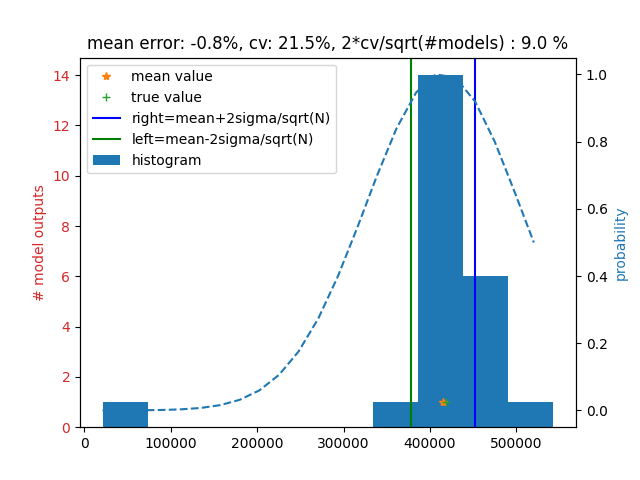 mean error: -0.8%, cv: 21.5%, 2*cv/sqrt(#models) : 9.0 %
mean value
true value
right=mean+2sigma/sqrt(N)
left=mean-2sigma/sqrt(N)
histogram
# model outputs
14
12
10
8
6
4
2
0
probability
1.0
0.8
0.6
0.4
0.2
0.0
0 100000 200000 300000 400000 500000